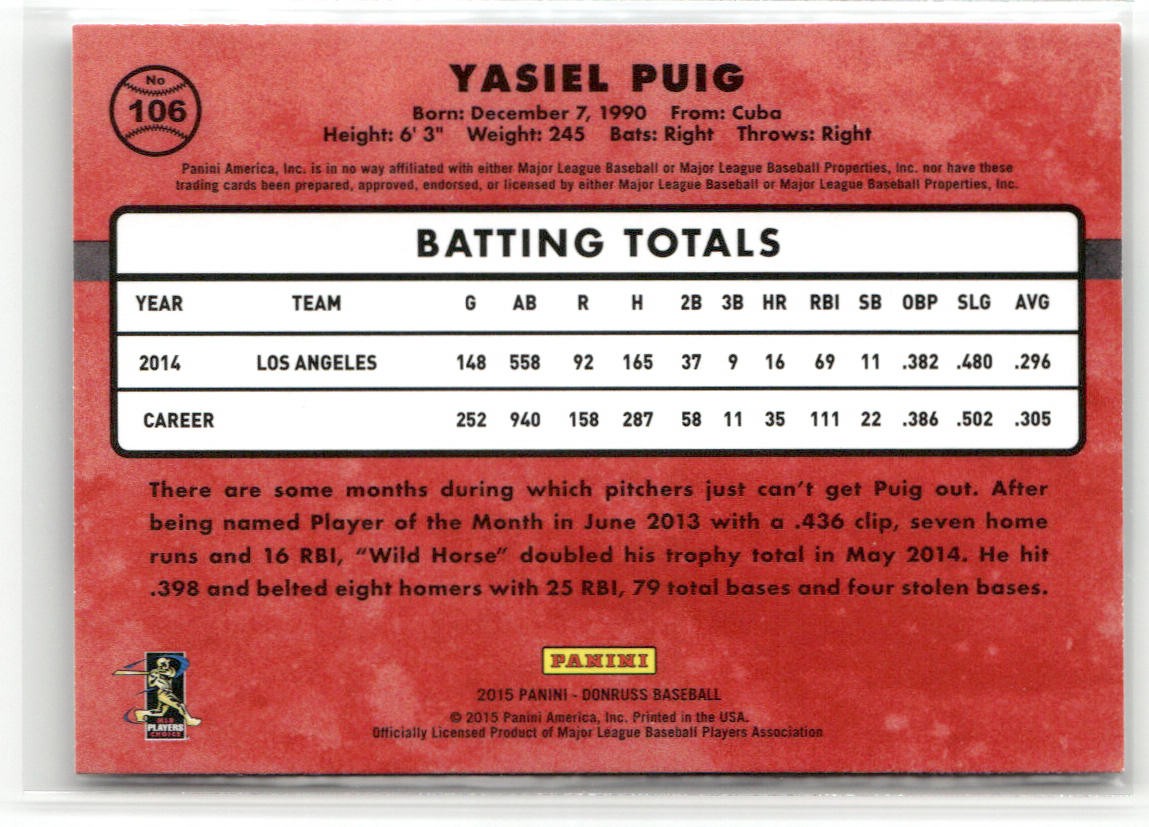 No
106
YASIEL PUIG
Born: December 7, 1990 From: Cuba
Height: 6' 3" Weight: 245 Bats: Right Throws: Right
Panini America, Inc. is in no way affiliated with either Major League Baseball or Major League Baseball Properties, Inc. nor have these
trading cards been prepared, approved, endorsed, or licensed by either Major League Baseball or Major League Baseball Properties, Inc.
BATTING TOTALS
YEAR TEAM G AB R H 2B 3B HR RBI SB OBP SLG AVG
2014 LOS ANGELES 148 558 92 165 37 9 16 69 11 .382 .480 .296
CAREER 252 940 158 287 58 11 35 111 22 .386 .502 .305
There are some months during which pitchers just can't get Puig out. After
being named Player of the Month in June 2013 with a .436 clip, seven home
runs and 16 RBI, "Wild Horse" doubled his trophy total in May 2014. He hit
.398 and belted eight homers with 25 RBI, 79 total bases and four stolen bases.
MLB
PLAYERS
CHOICE
PANINI
2015 PANINI - DONRUSS BASEBALL
© 2015 Panini America, Inc. Printed in the USA.
Officially Licensed Product of Major League Baseball Players Association